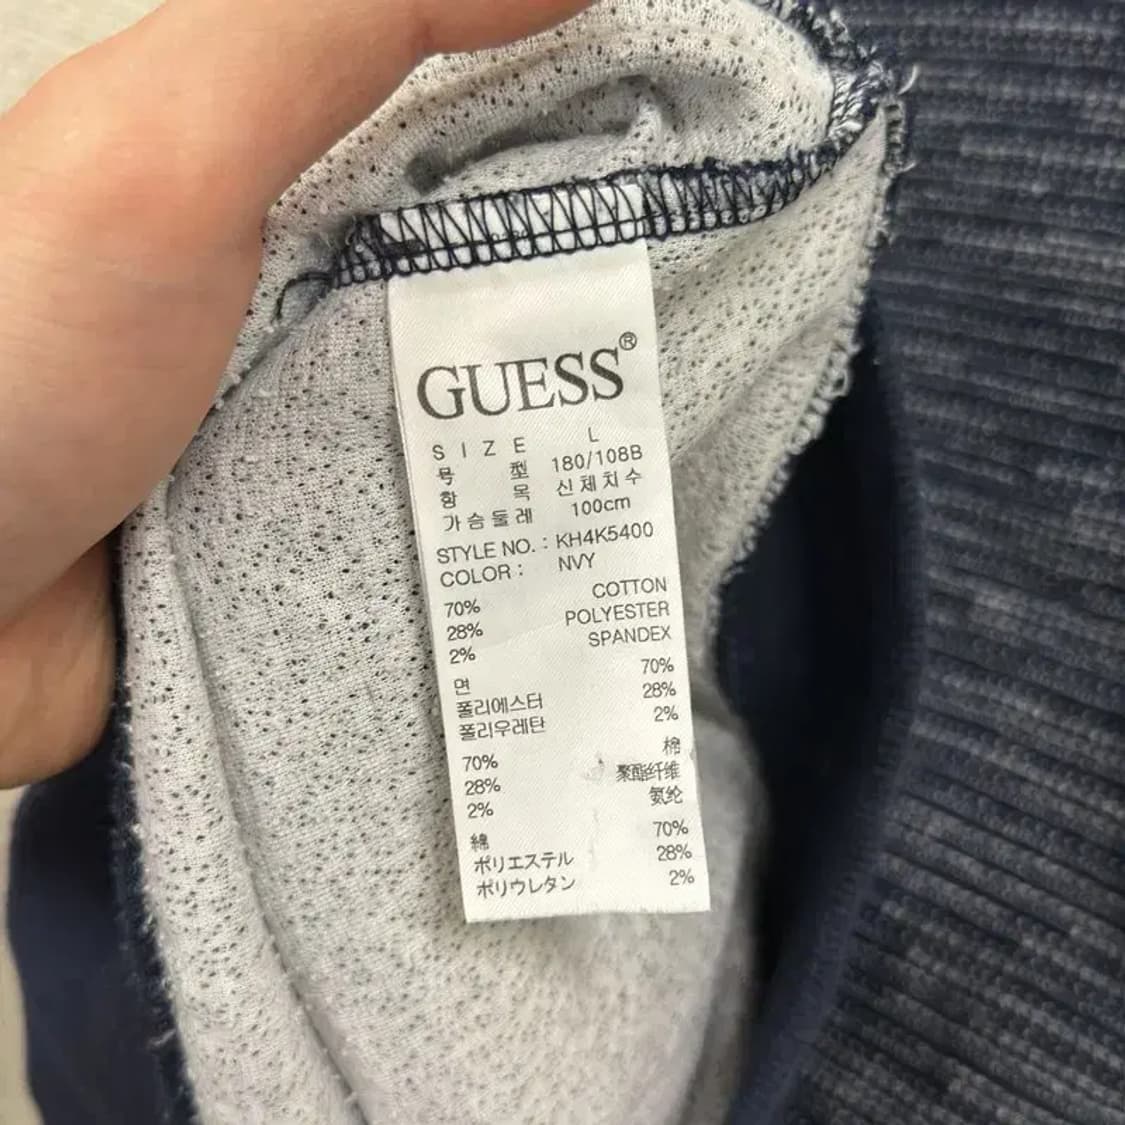 GUESS®
SIZE L
号型 180/108B
항목 신체치수
가슴둘레 100cm
STYLE NO. : KH4K5400
COLOR : NVY
70% COTTON
28% POLYESTER
2% SPANDEX
면 70%
폴리에스터 28%
폴리우레탄 2%
70% 棉
28% 聚酯纤维
2% 氨纶
綿 70%
ポリエステル 28%
ポリウレタン 2%